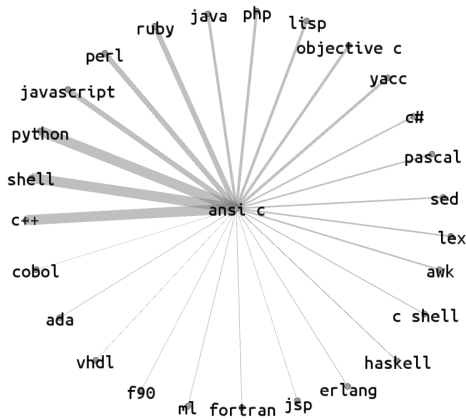 java
php
lisp
ruby
objective c
perl
yacc
javascript
c#
python
pascal
shell
sed
ansi c
c++
lex
cobol
awk
ada
c shell
vhdl
haskell
f90
erlang
ml
fortran
jsp